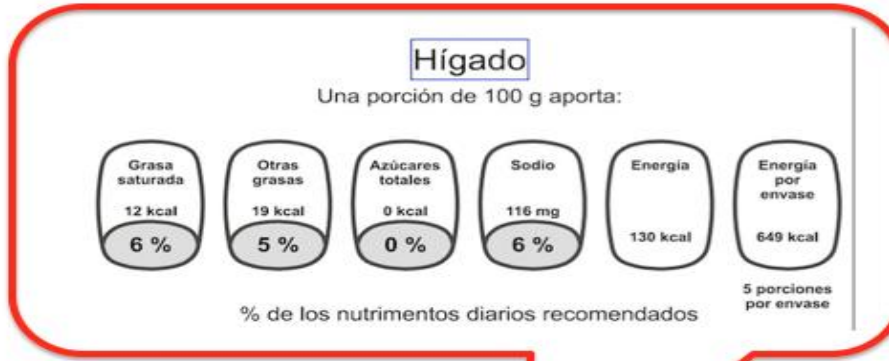 Hígado
Una porción de 100 g aporta:
Grasa saturada
12 kcal
6 %
Otras grasas
19 kcal
5 %
Azúcares totales
0 kcal
0 %
Sodio
116 mg
6 %
Energía
130 kcal
Energía por envase
649 kcal
5 porciones por envase
% de los nutrimentos diarios recomendados